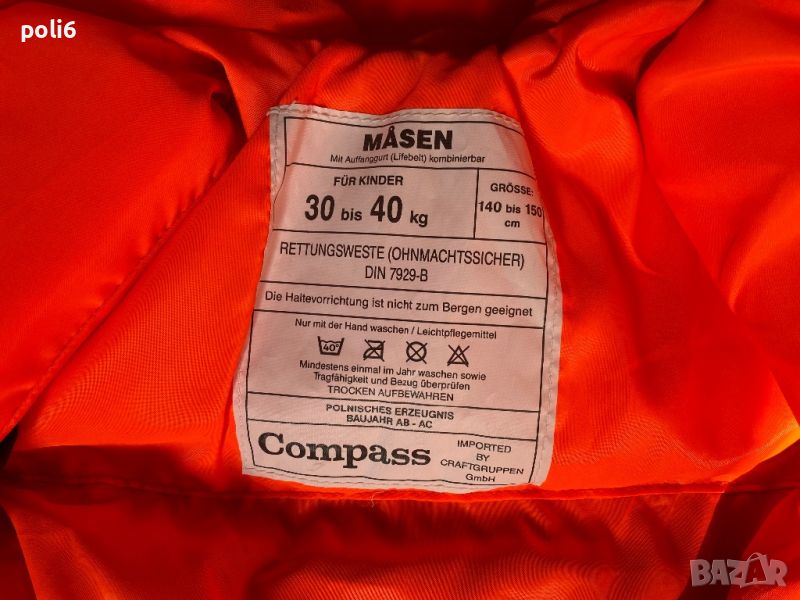 poli6
MÅSEN
Mit Auffanggurt (Lifebelt) kombinierbar
FÜR KINDER
30 bis 40 kg
GRÖSSE:
140 bis 150
cm
RETTUNGSWESTE (OHNMACHTSSICHER)
DIN 7929-B
Die Haltevorrichtung ist nicht zum Bergen geeignet
Nur mit der Hand waschen / Leichtpflegemittel
40°
Mindestens einmal im Jahr waschen sowie
Tragfähigkeit und Bezug überprüfen
TROCKEN AUFBEWAHREN
POLNISCHES ERZEUGNIS
BAUJAHR AB - AC
Compass
IMPORTED
BY
CRAFTGRUPPEN
GmbH
BAZAR